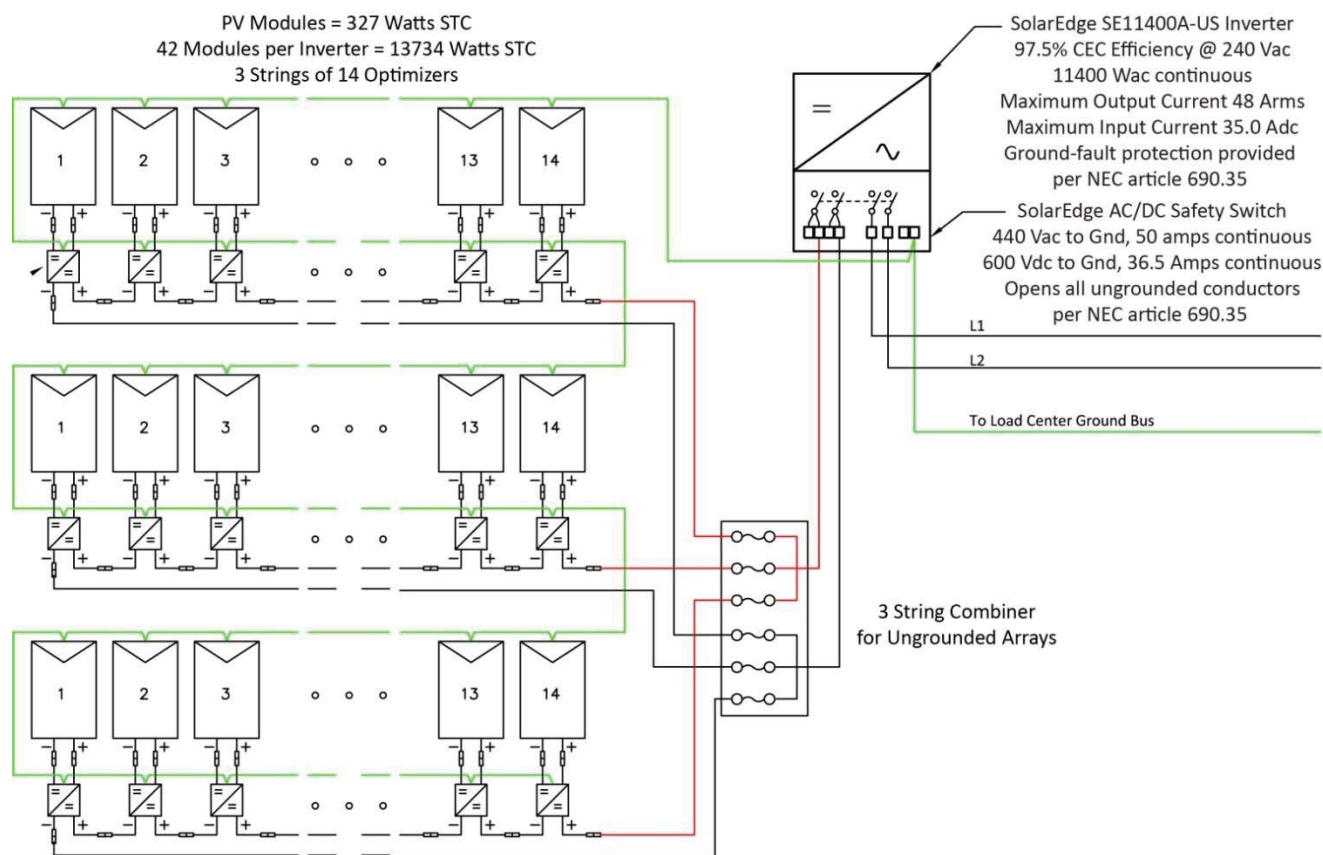 PV Modules = 327 Watts STC
42 Modules per Inverter = 13734 Watts STC
3 Strings of 14 Optimizers
SolarEdge SE11400A-US Inverter
97.5% CEC Efficiency @ 240 Vac
11400 Wac continuous
Maximum Output Current 48 Arms
Maximum Input Current 35.0 Adc
Ground-fault protection provided
per NEC article 690.35
SolarEdge AC/DC Safety Switch
440 Vac to Gnd, 50 amps continuous
600 Vdc to Gnd, 36.5 Amps continuous
Opens all ungrounded conductors
per NEC article 690.35
L1
L2
To Load Center Ground Bus
1 2 3 13 14
− + − + − + − + − +
− + − + − + − + − +
1 2 3 13 14
− + − + − + − + − +
− + − + − + − + − +
3 String Combiner
for Ungrounded Arrays
1 2 3 13 14
− + − + − + − + − +
− + − + − + − + − +